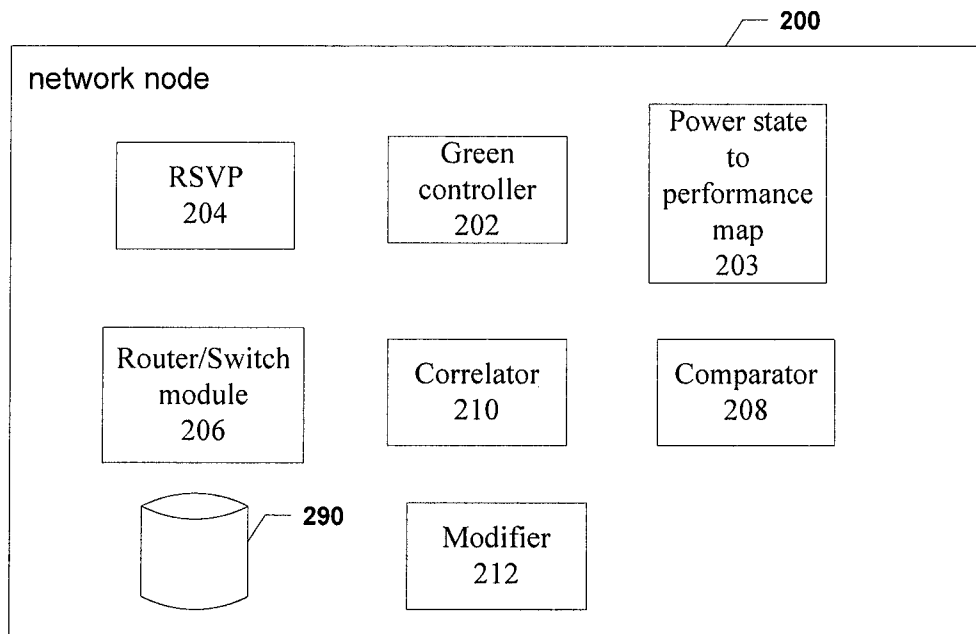 200
network node
RSVP
204
Green
controller
202
Power state
to
performance
map
203
Router/Switch
module
206
Correlator
210
Comparator
208
290
Modifier
212